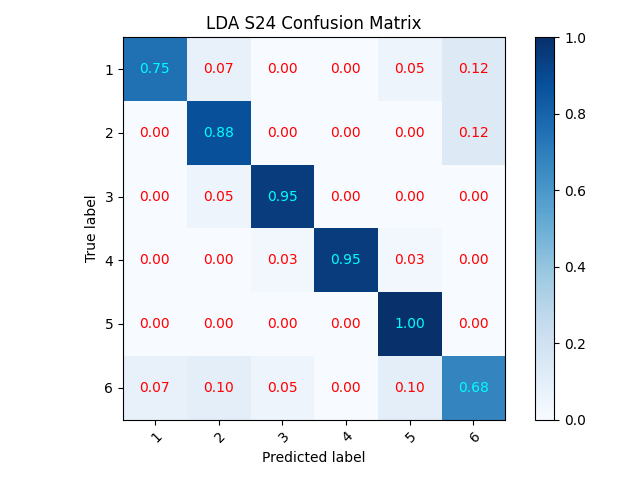 LDA S24 Confusion Matrix
1 0.75 0.07 0.00 0.00 0.05 0.12
2 0.00 0.88 0.00 0.00 0.00 0.12
3 0.00 0.05 0.95 0.00 0.00 0.00
4 0.00 0.00 0.03 0.95 0.03 0.00
5 0.00 0.00 0.00 0.00 1.00 0.00
6 0.07 0.10 0.05 0.00 0.10 0.68
1 2 3 4 5 6
Predicted label
True label
1.0
0.8
0.6
0.4
0.2
0.0